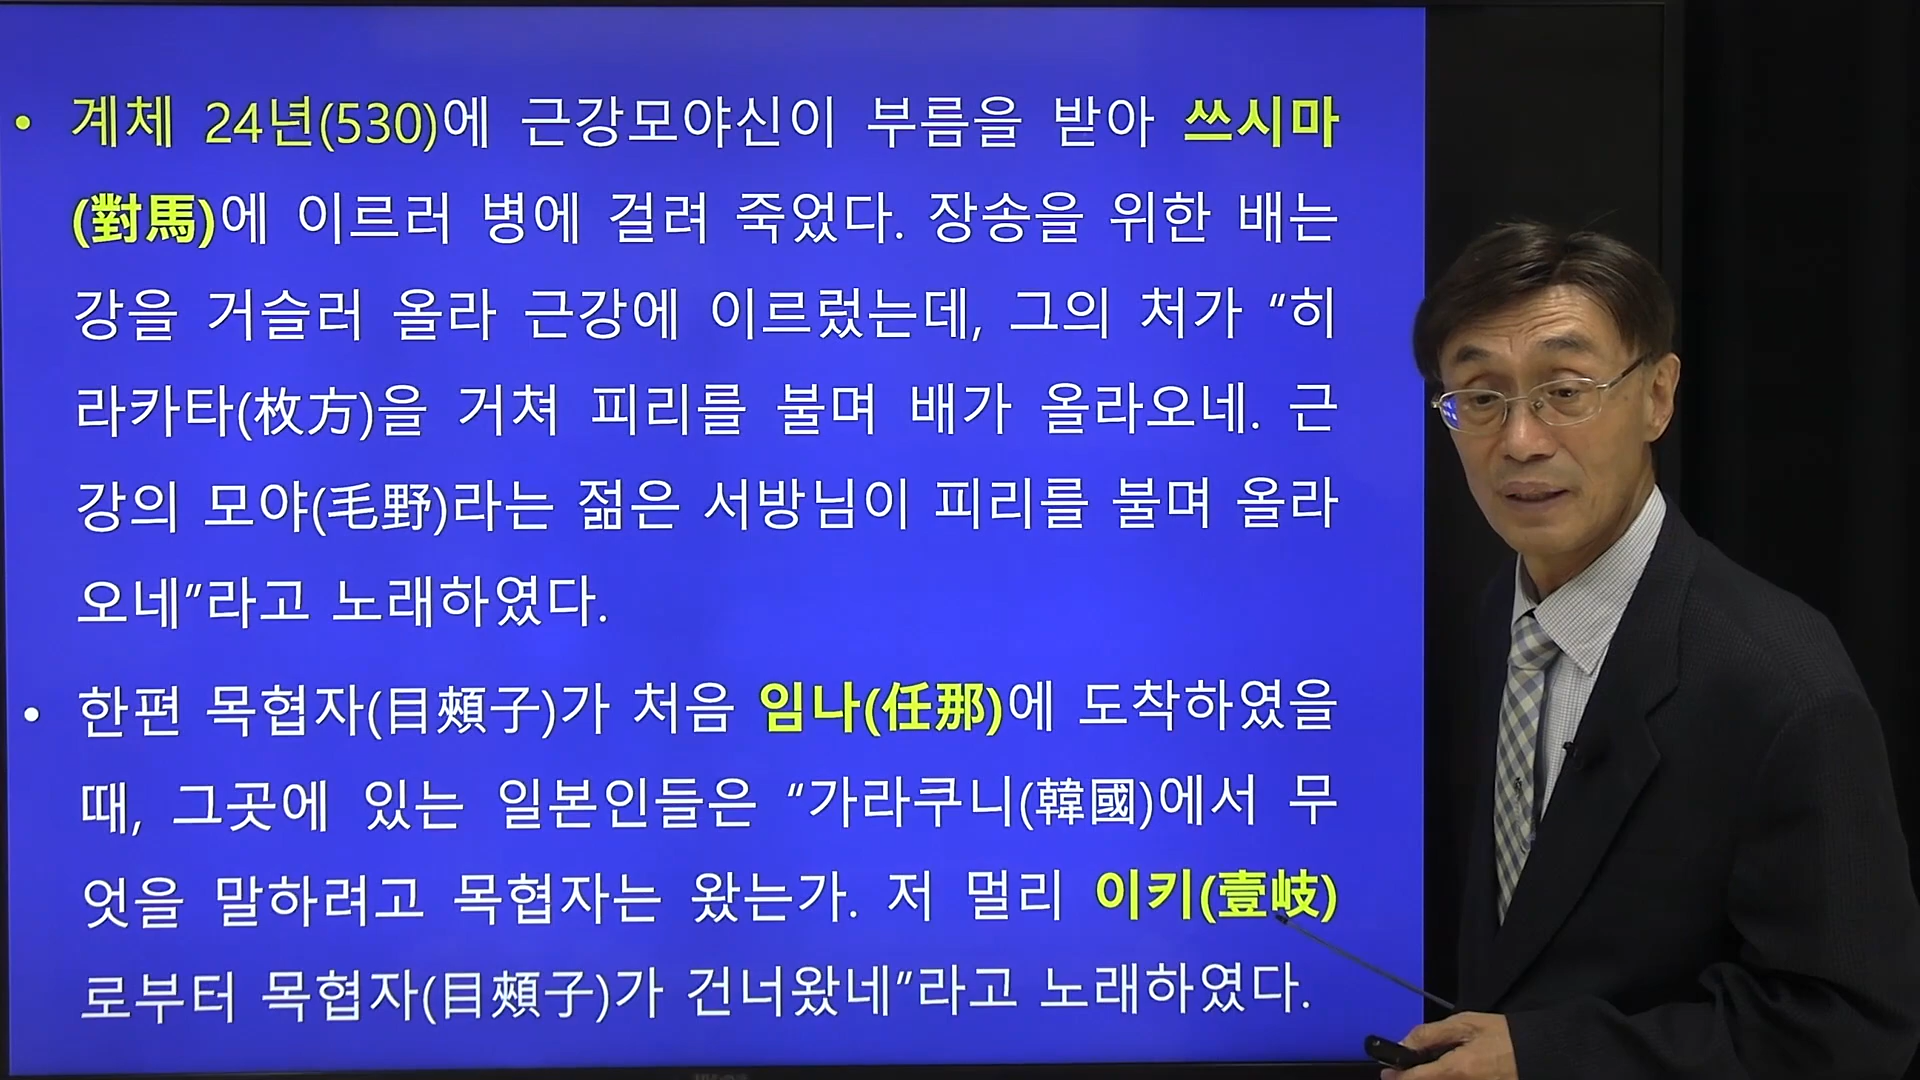 • 계체 24년(530)에 근강모야신이 부름을 받아 쓰시마
(對馬)에 이르러 병에 걸려 죽었다. 장송을 위한 배는
강을 거슬러 올라 근강에 이르렀는데, 그의 처가 "히
라카타(枚方)을 거쳐 피리를 불며 배가 올라오네. 근
강의 모야(毛野)라는 젊은 서방님이 피리를 불며 올라
오네"라고 노래하였다.
• 한편 목협자(目頰子)가 처음 임나(任那)에 도착하였을
때, 그곳에 있는 일본인들은 "가라쿠니(韓國)에서 무
엇을 말하려고 목협자는 왔는가. 저 멀리 이키(壹岐)
로부터 목협자(目頰子)가 건너왔네"라고 노래하였다.